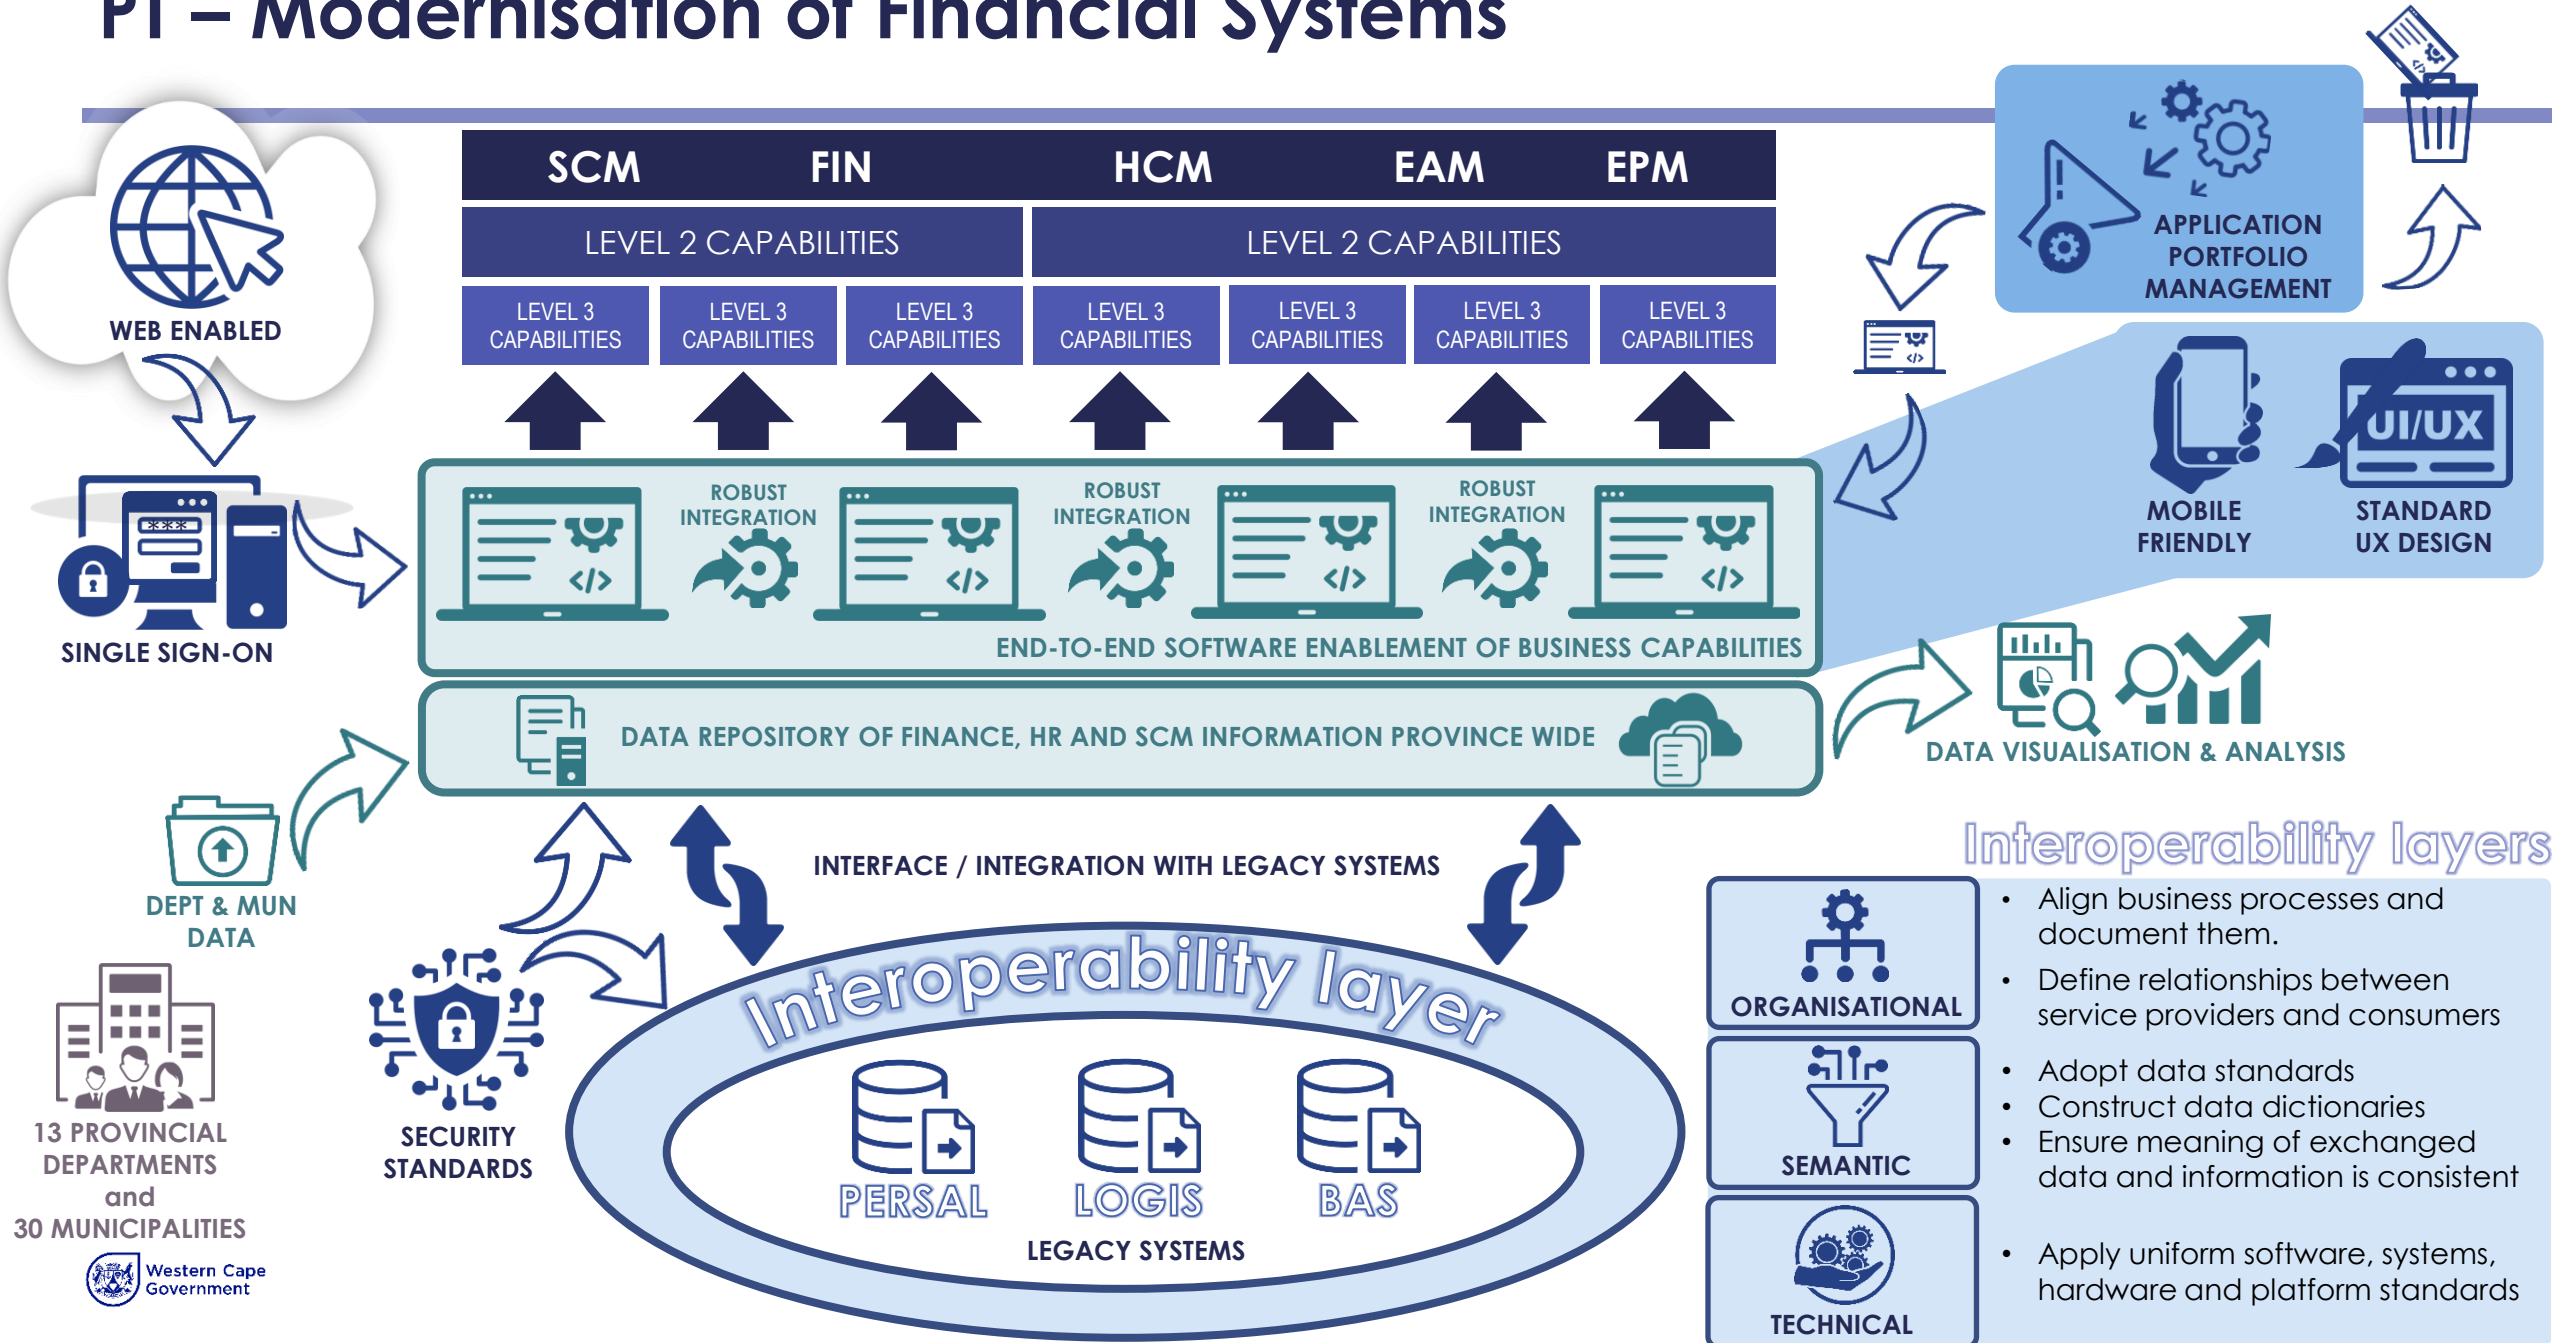 PT – Modernisation of Financial Systems
WEB ENABLED
SINGLE SIGN-ON
SCM FIN HCM EAM EPM
LEVEL 2 CAPABILITIES
LEVEL 2 CAPABILITIES
LEVEL 3
CAPABILITIES
LEVEL 3
CAPABILITIES
LEVEL 3
CAPABILITIES
LEVEL 3
CAPABILITIES
LEVEL 3
CAPABILITIES
LEVEL 3
CAPABILITIES
LEVEL 3
CAPABILITIES
APPLICATION
PORTFOLIO
MANAGEMENT
UI/UX
MOBILE
FRIENDLY
STANDARD
UX DESIGN
ROBUST
INTEGRATION
ROBUST
INTEGRATION
ROBUST
INTEGRATION
END-TO-END SOFTWARE ENABLEMENT OF BUSINESS CAPABILITIES
DATA REPOSITORY OF FINANCE, HR AND SCM INFORMATION PROVINCE WIDE
DATA VISUALISATION & ANALYSIS
DEPT & MUN
DATA
13 PROVINCIAL
DEPARTMENTS
and
30 MUNICIPALITIES
Western Cape
Government
SECURITY
STANDARDS
INTERFACE / INTEGRATION WITH LEGACY SYSTEMS
Interoperability layer
PERSAL
LOGIS
BAS
LEGACY SYSTEMS
Interoperability layers
ORGANISATIONAL
• Align business processes and
document them.
• Define relationships between
service providers and consumers
SEMANTIC
• Adopt data standards
• Construct data dictionaries
• Ensure meaning of exchanged
data and information is consistent
TECHNICAL
• Apply uniform software, systems,
hardware and platform standards